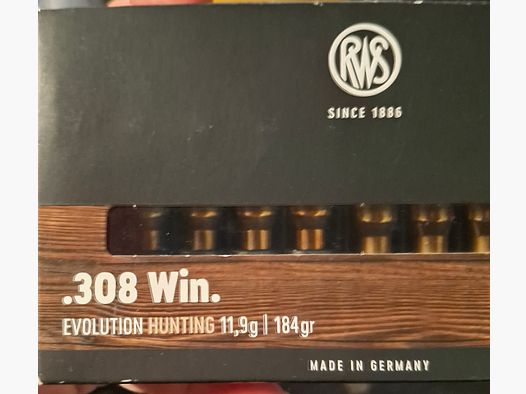 RWS
SINCE 1886
.308 Win.
EVOLUTION HUNTING 11,9g | 184gr
MADE IN GERMANY